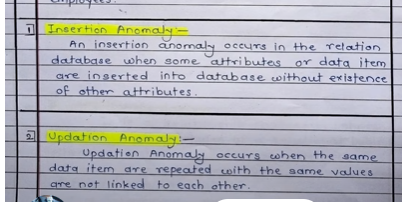 employees.
1 Insertion Anomaly:-
An insertion anomaly occurs in the relation
database when some attributes or data item
are inserted into database without existence
of other attributes.
2 Updation Anomaly:-
Updation Anomaly occurs when the same
data item are repeated with the same values
are not linked to each other.